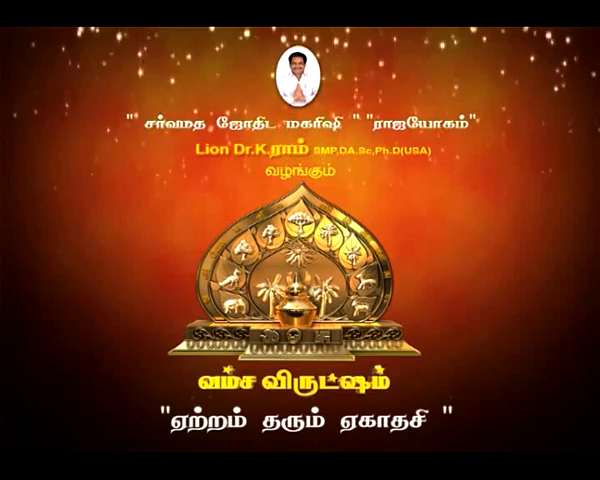 " சர்வமத ஜோதிட மகரிஷி " "ராஜயோகம்"
Lion Dr.K.ராம் SMP,DA.Sc,Ph.D(USA)
வழங்கும்
வம்ச விருட்ஷம்
"ஏற்றம் தரும் ஏகாதசி "